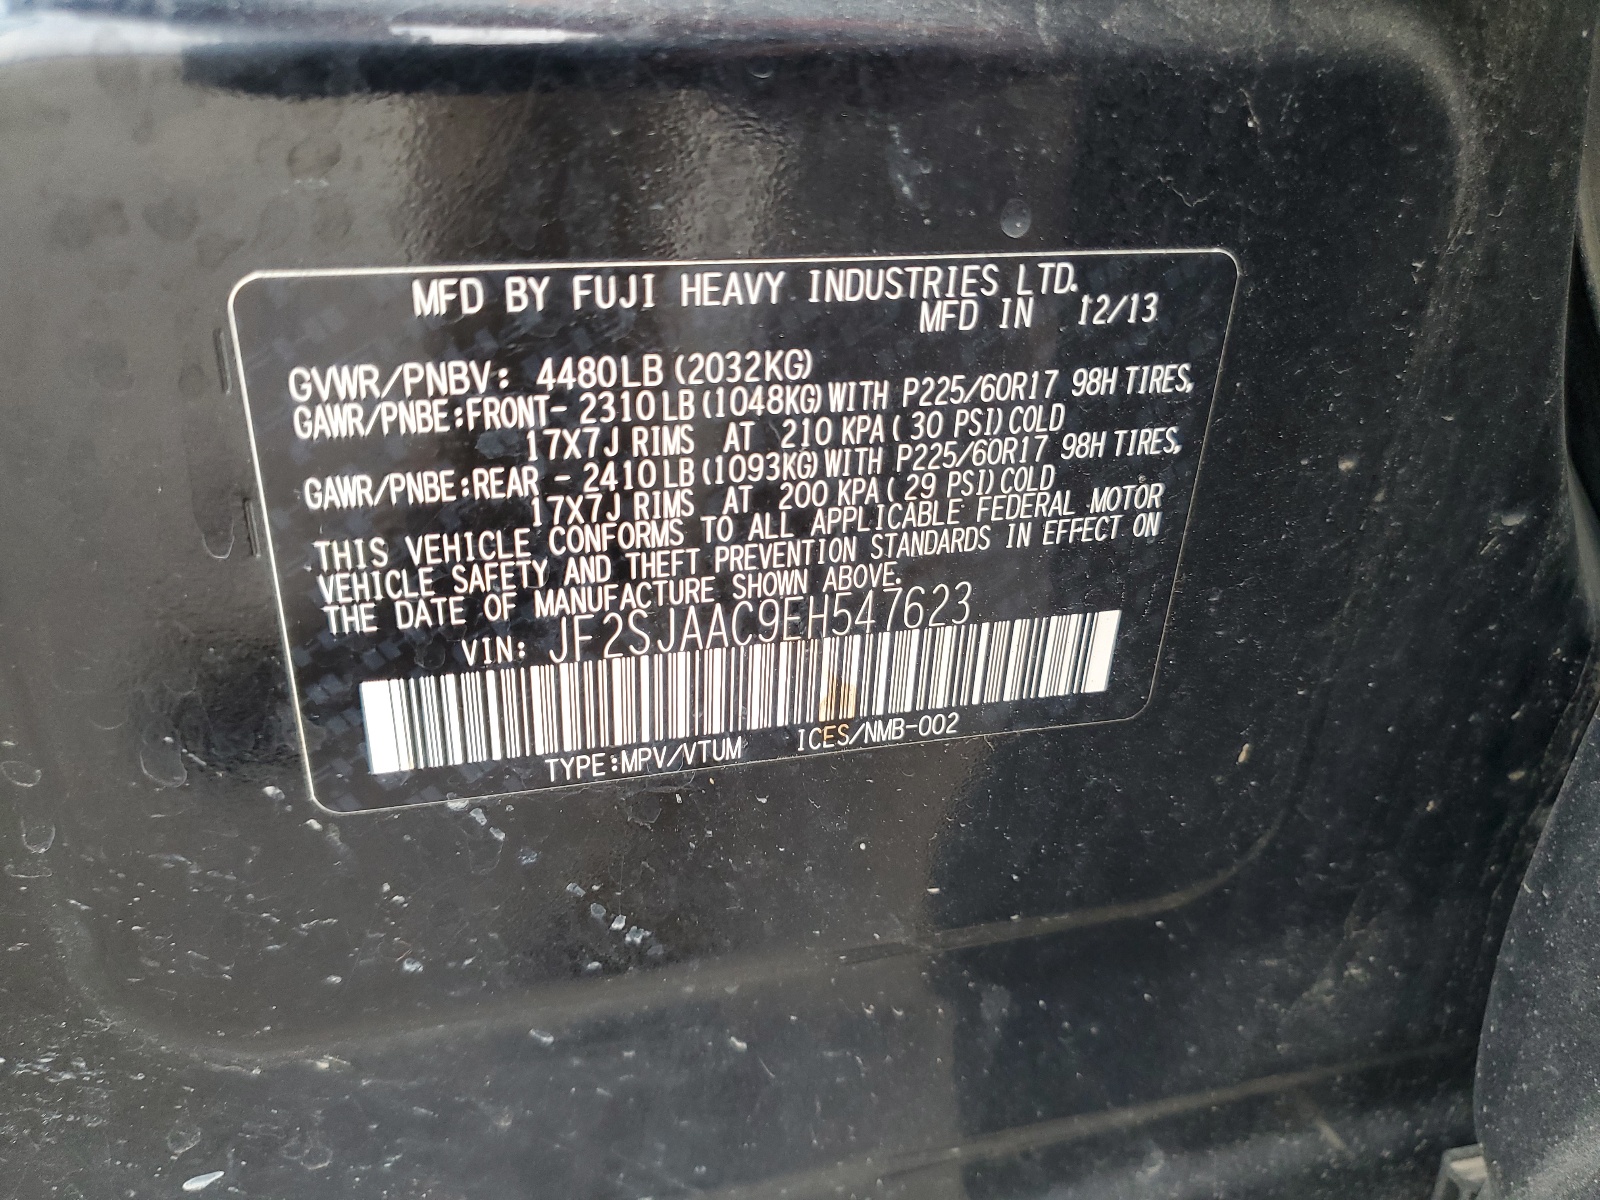 MFD BY FUJI HEAVY INDUSTRIES LTD.
MFD IN 12/13
GVWR/PNBV: 4480LB (2032KG)
GAWR/PNBE:FRONT- 2310LB(1048KG)WITH P225/60R17 98H TIRES,
17X7J RIMS AT 210 KPA( 30 PSI)COLD
GAWR/PNBE:REAR - 2410LB(1093KG)WITH P225/60R17 98H TIRES,
17X7J RIMS AT 200 KPA( 29 PSI)COLD
THIS VEHICLE CONFORMS TO ALL APPLICABLE FEDERAL MOTOR
VEHICLE SAFETY AND THEFT PREVENTION STANDARDS IN EFFECT ON
THE DATE OF MANUFACTURE SHOWN ABOVE.
VIN: JF2SJAAC9EH547623
TYPE:MPV/VTUM ICES/NMB-002